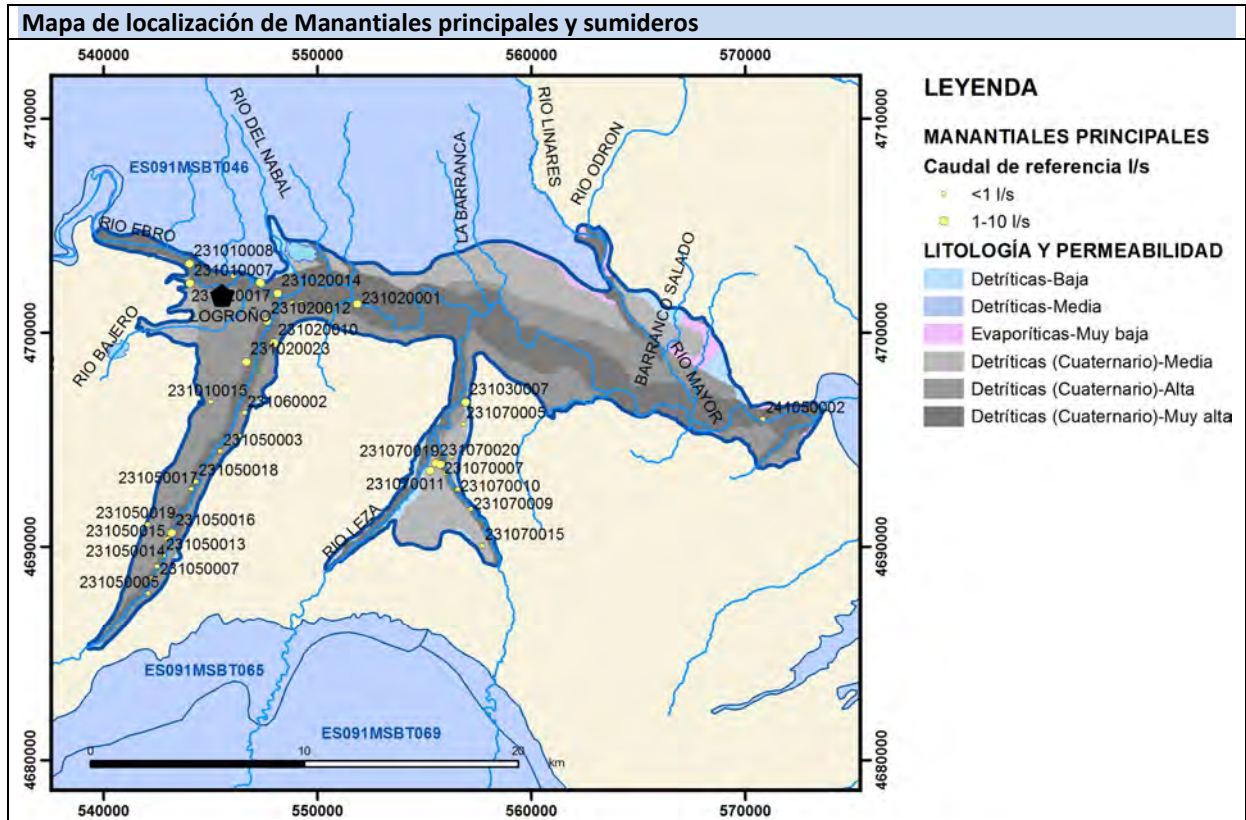 Mapa de localización de Manantiales principales y sumideros
540000 550000 560000 570000
4710000 4710000
4700000 4700000
4690000 4690000
4680000 4680000
540000 550000 560000 570000
ES091MSBT046
RIO DEL NABAL
LA BARRANCA
RIO LINARES
RIO ODRON
RIO EBRO
231010008
231010007
231020014
231020001
LOGROÑO
231020012
231020010
231020023
RIO BAJERO
BARRANCO SALADO
RIO MAYOR
241050002
231010015
231060002
231030007
231070005
231050003
231070019
231070020
231050018
231050017
231070007
231070011
231070010
231070009
231050019
231050016
231050015
231070015
231050013
231050014
RIO LEZA
231050007
231050005
ES091MSBT065
ES091MSBT069
0 10 20
km
LEYENDA
MANANTIALES PRINCIPALES
Caudal de referencia l/s
<1 l/s
1-10 l/s
LITOLOGÍA Y PERMEABILIDAD
Detríticas-Baja
Detríticas-Media
Evaporíticas-Muy baja
Detríticas (Cuaternario)-Media
Detríticas (Cuaternario)-Alta
Detríticas (Cuaternario)-Muy alta